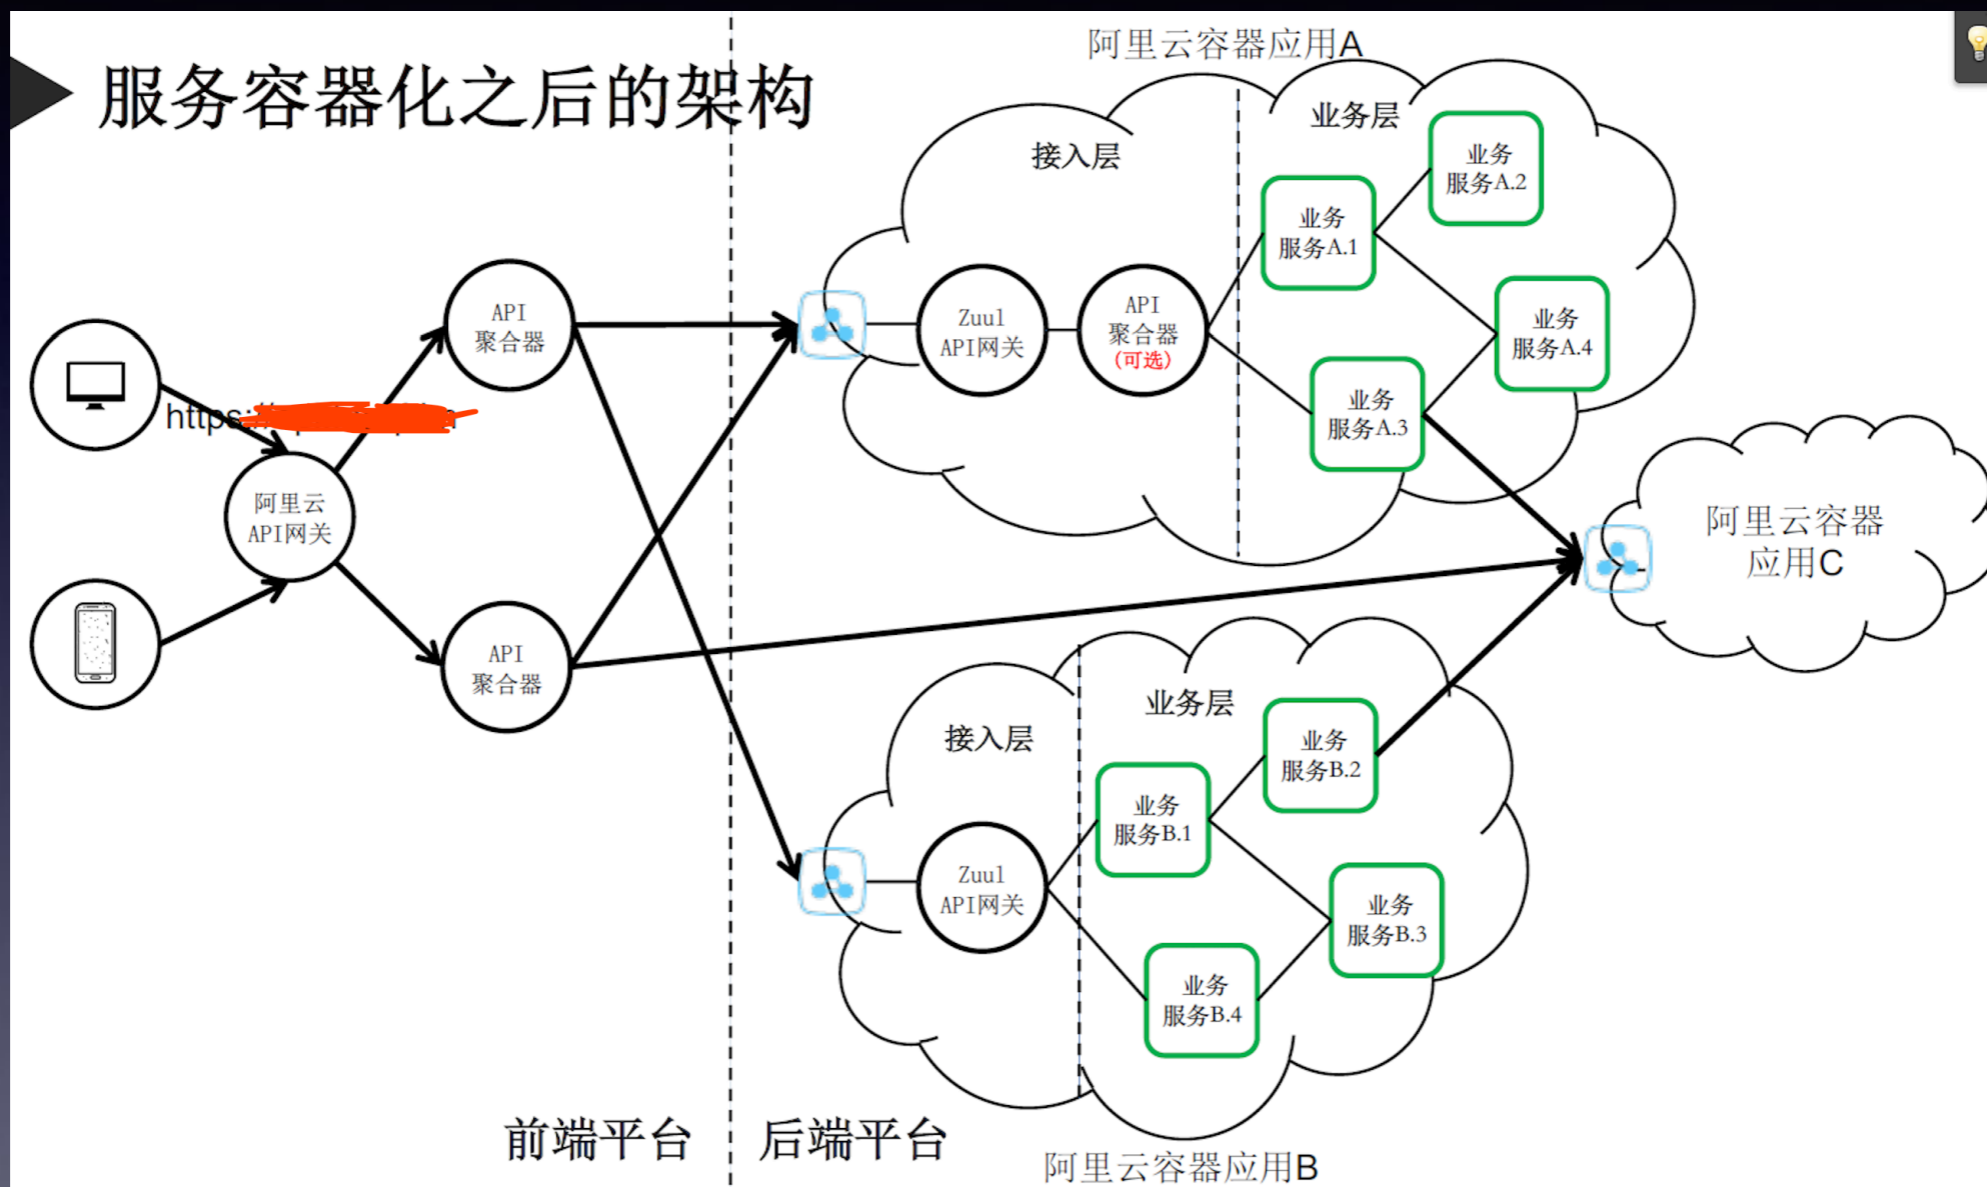 服务容器化之后的架构
阿里云容器应用A
接入层
业务层
业务
服务A.2
业务
服务A.1
API
聚合器
Zuul
API网关
API
聚合器
(可选)
业务
服务A.4
业务
服务A.3
https:/
阿里云
API网关
阿里云容器
应用C
API
聚合器
接入层
业务层
业务
服务B.2
业务
服务B.1
Zuul
API网关
业务
服务B.3
业务
服务B.4
前端平台
后端平台
阿里云容器应用B